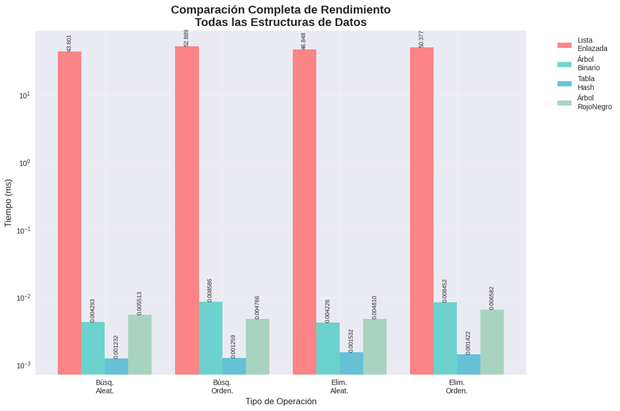 Comparación Completa de Rendimiento
Todas las Estructuras de Datos
Lista
Enlazada
Árbol
Binario
Tabla
Hash
Árbol
RojoNegro
Tiempo (ms)
10¹
10⁰
10⁻¹
10⁻²
10⁻³
43.601
0.004293
0.001232
0.005513
52.889
0.008586
0.001259
0.004766
46.848
0.004226
0.001532
0.004810
50.377
0.008452
0.001422
0.006582
Búsq.
Aleat.
Búsq.
Orden.
Elim.
Aleat.
Elim.
Orden.
Tipo de Operación